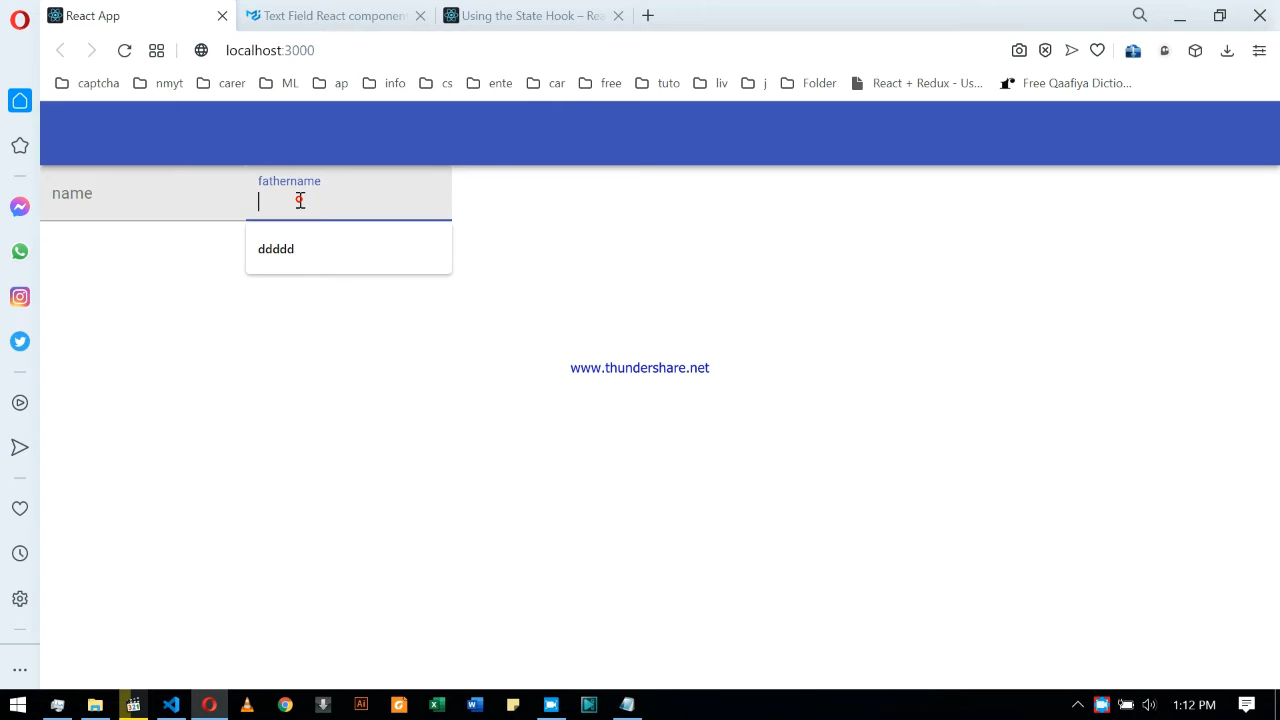 React App
Text Field React component
Using the State Hook – Rea
localhost:3000
captcha
nmyt
carer
ML
ap
info
cs
ente
car
free
tuto
liv
j
Folder
React + Redux - Us...
Free Qaafiya Dictio...
name
fathername
ddddd
www.thundershare.net
1:12 PM